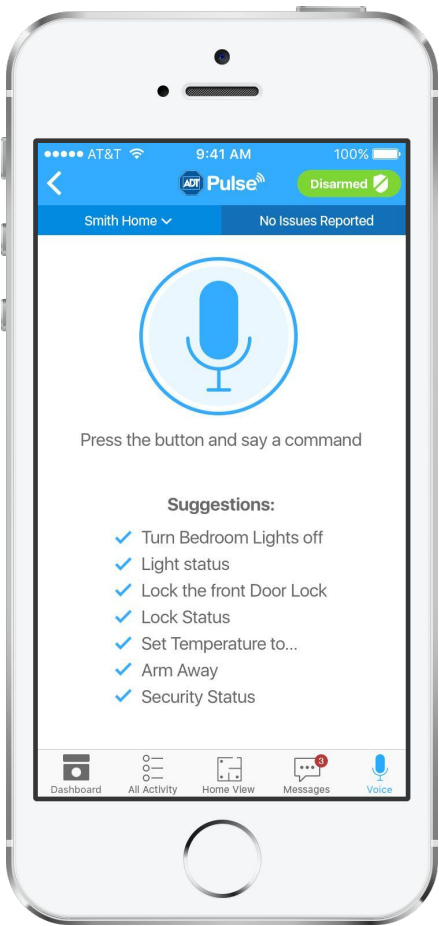 AT&T 9:41 AM 100%
ADT Pulse Disarmed
Smith Home No Issues Reported
Press the button and say a command
Suggestions:
Turn Bedroom Lights off
Light status
Lock the front Door Lock
Lock Status
Set Temperature to...
Arm Away
Security Status
3
Dashboard All Activity Home View Messages Voice